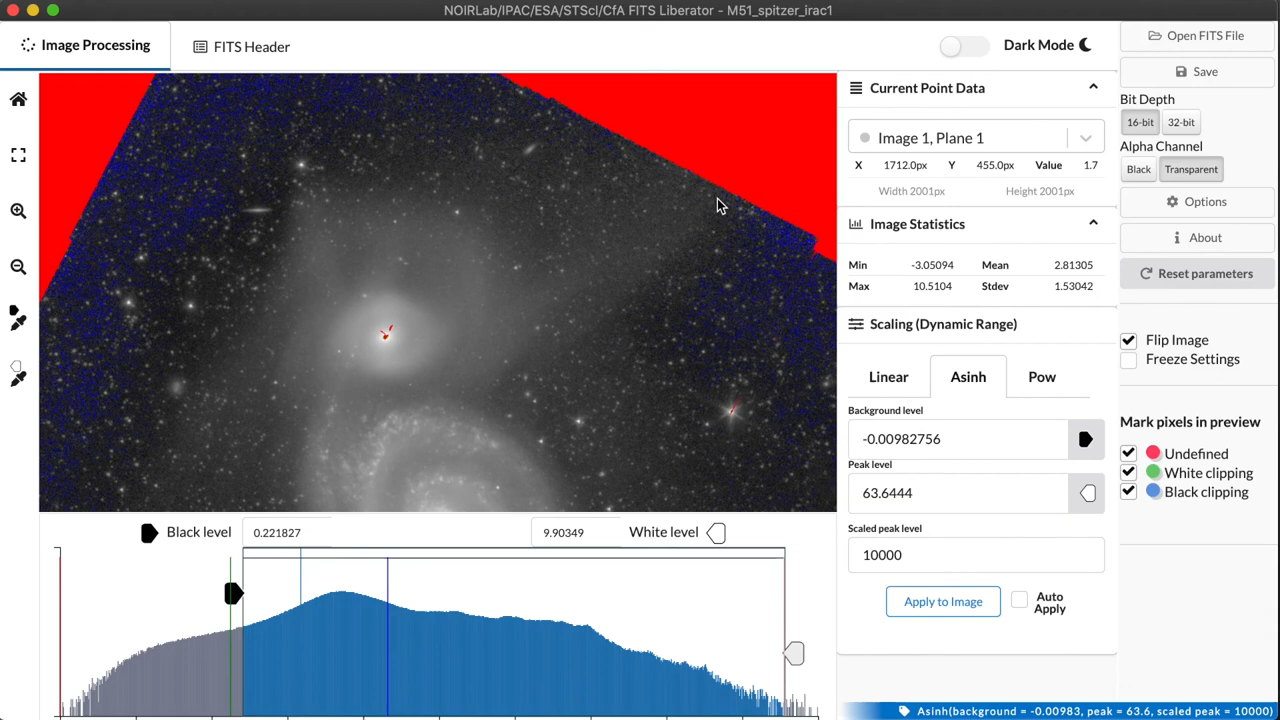 NOIRLab/IPAC/ESA/STScI/CfA FITS Liberator - M51_spitzer_irac1
Image Processing
FITS Header
Dark Mode
Open FITS File
Save
Bit Depth
16-bit 32-bit
Alpha Channel
Black Transparent
Options
About
Reset parameters
Flip Image
Freeze Settings
Mark pixels in preview
Undefined
White clipping
Black clipping
Current Point Data
Image 1, Plane 1
X 1712.0px Y 455.0px Value 1.7
Width 2001px Height 2001px
Image Statistics
Min -3.05094 Mean 2.81305
Max 10.5104 Stdev 1.53042
Scaling (Dynamic Range)
Linear Asinh Pow
Background level
-0.00982756
Peak level
63.6444
Scaled peak level
10000
Apply to Image
Auto
Apply
Black level 0.221827 9.90349 White level
Asinh(background = -0.00983, peak = 63.6, scaled peak = 10000)